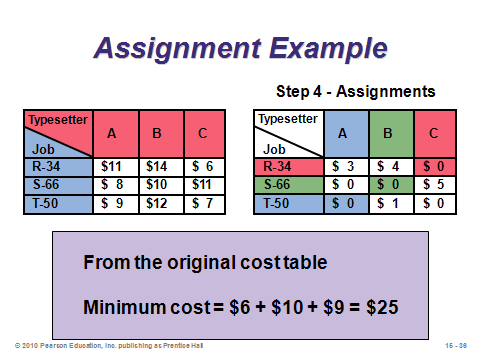 Assignment Example
Step 4 - Assignments
Typesetter A B C
Job
R-34 $11 $14 $ 6
S-66 $ 8 $10 $11
T-50 $ 9 $12 $ 7
Typesetter A B C
Job
R-34 $ 3 $ 4 $ 0
S-66 $ 0 $ 0 $ 5
T-50 $ 0 $ 1 $ 0
From the original cost table
Minimum cost = $6 + $10 + $9 = $25
© 2010 Pearson Education, Inc. publishing as Prentice Hall
15 - 36